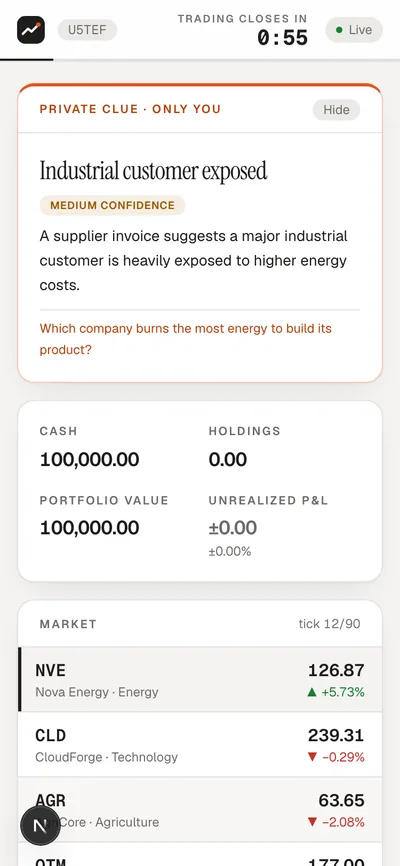 U5TEF
TRADING CLOSES IN
0:55
Live
PRIVATE CLUE · ONLY YOU
Hide
Industrial customer exposed
MEDIUM CONFIDENCE
A supplier invoice suggests a major industrial
customer is heavily exposed to higher energy
costs.
Which company burns the most energy to build its
product?
CASH
100,000.00
HOLDINGS
0.00
PORTFOLIO VALUE
100,000.00
UNREALIZED P&L
±0.00
±0.00%
MARKET
tick 12/90
NVE
126.87
Nova Energy · Energy
▲ +5.73%
CLD
239.31
CloudForge · Technology
▼ −0.29%
AGR
63.65
Core · Agriculture
▼ −2.08%
N